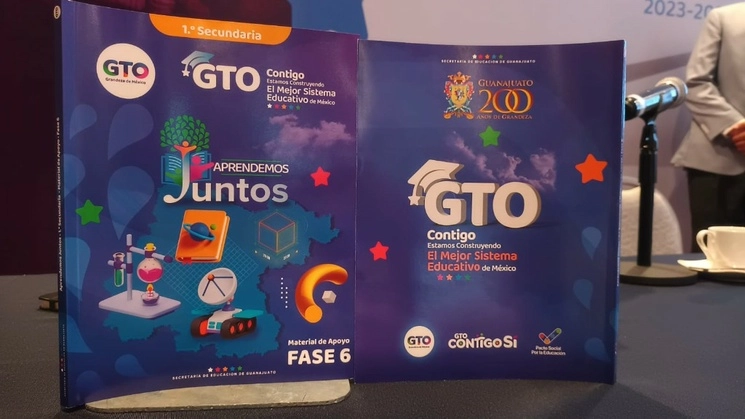 2023-20
1.° Secundaria
GTO
Grandeza de México
GTO
Contigo
Estamos Construyendo
El Mejor Sistema
Educativo de México
APRENDEMOS
Juntos
Material de Apoyo
FASE 6
SECRETARÍA DE EDUCACIÓN DE GUANAJUATO
SECRETARÍA DE EDUCACIÓN DE GUANAJUATO
GUANAJUATO
200
AÑOS DE GRANDEZA
GTO
Contigo
Estamos Construyendo
El Mejor Sistema
Educativo de México
GTO
GTO
CONTIGO SÍ
Pacto Social
Por la Educación